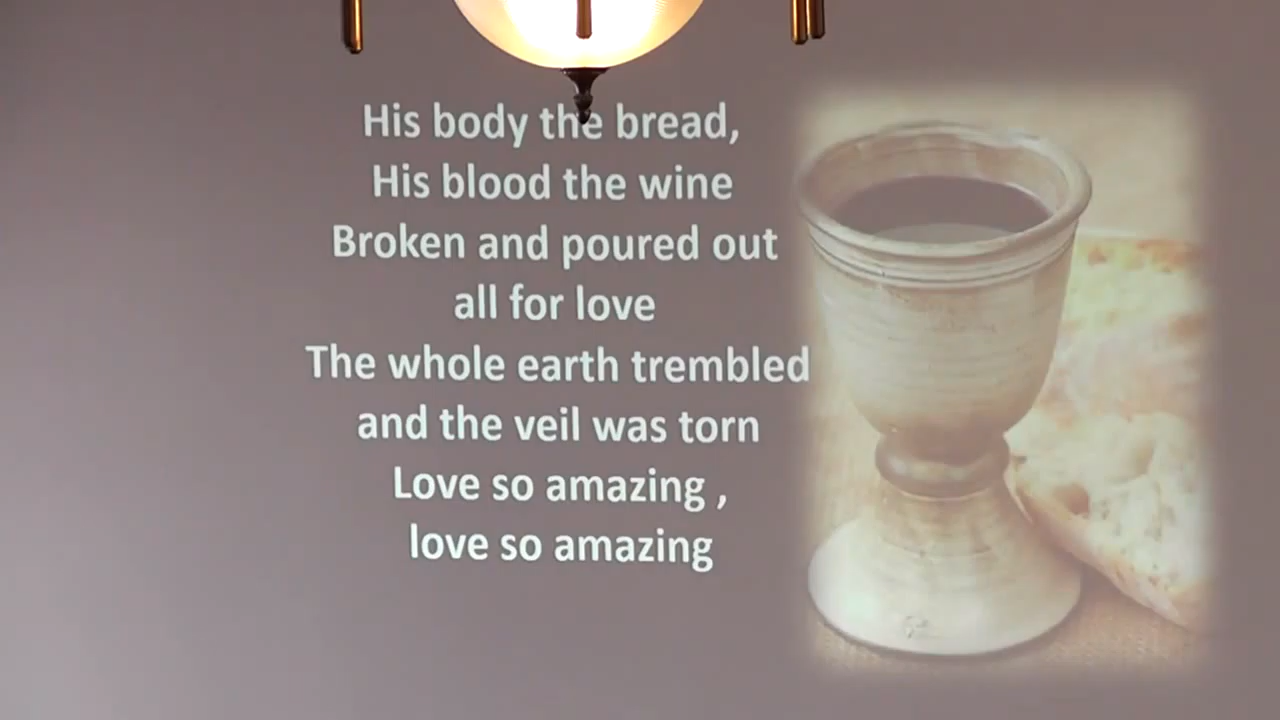 His body the bread,
His blood the wine
Broken and poured out
all for love
The whole earth trembled
and the veil was torn
Love so amazing ,
love so amazing